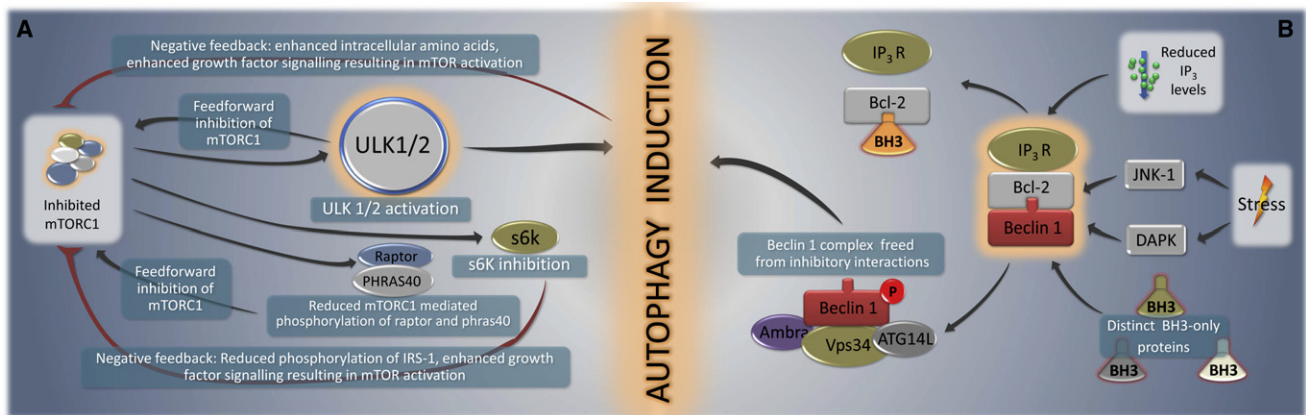 A
Negative feedback: enhanced intracellular amino acids,
enhanced growth factor signalling resulting in mTOR activation
Feedforward
inhibition of
mTORC1
ULK1/2
ULK 1/2 activation
Inhibited
mTORC1
s6k
s6K inhibition
Raptor
PHRAS40
Feedforward
inhibition of
mTORC1
Reduced mTORC1 mediated
phosphorylation of raptor and phras40
Negative feedback: Reduced phosphorylation of IRS-1, enhanced growth
factor signalling resulting in mTOR activation
AUTOPHAGY INDUCTION
B
IP3 R
Bcl-2
BH3
Reduced
IP3
levels
IP3 R
Bcl-2
Beclin 1
JNK-1
DAPK
Stress
Beclin 1 complex freed
from inhibitory interactions
P
Beclin 1
Ambra
Vps34
ATG14L
BH3
Distinct BH3-only
proteins
BH3
BH3